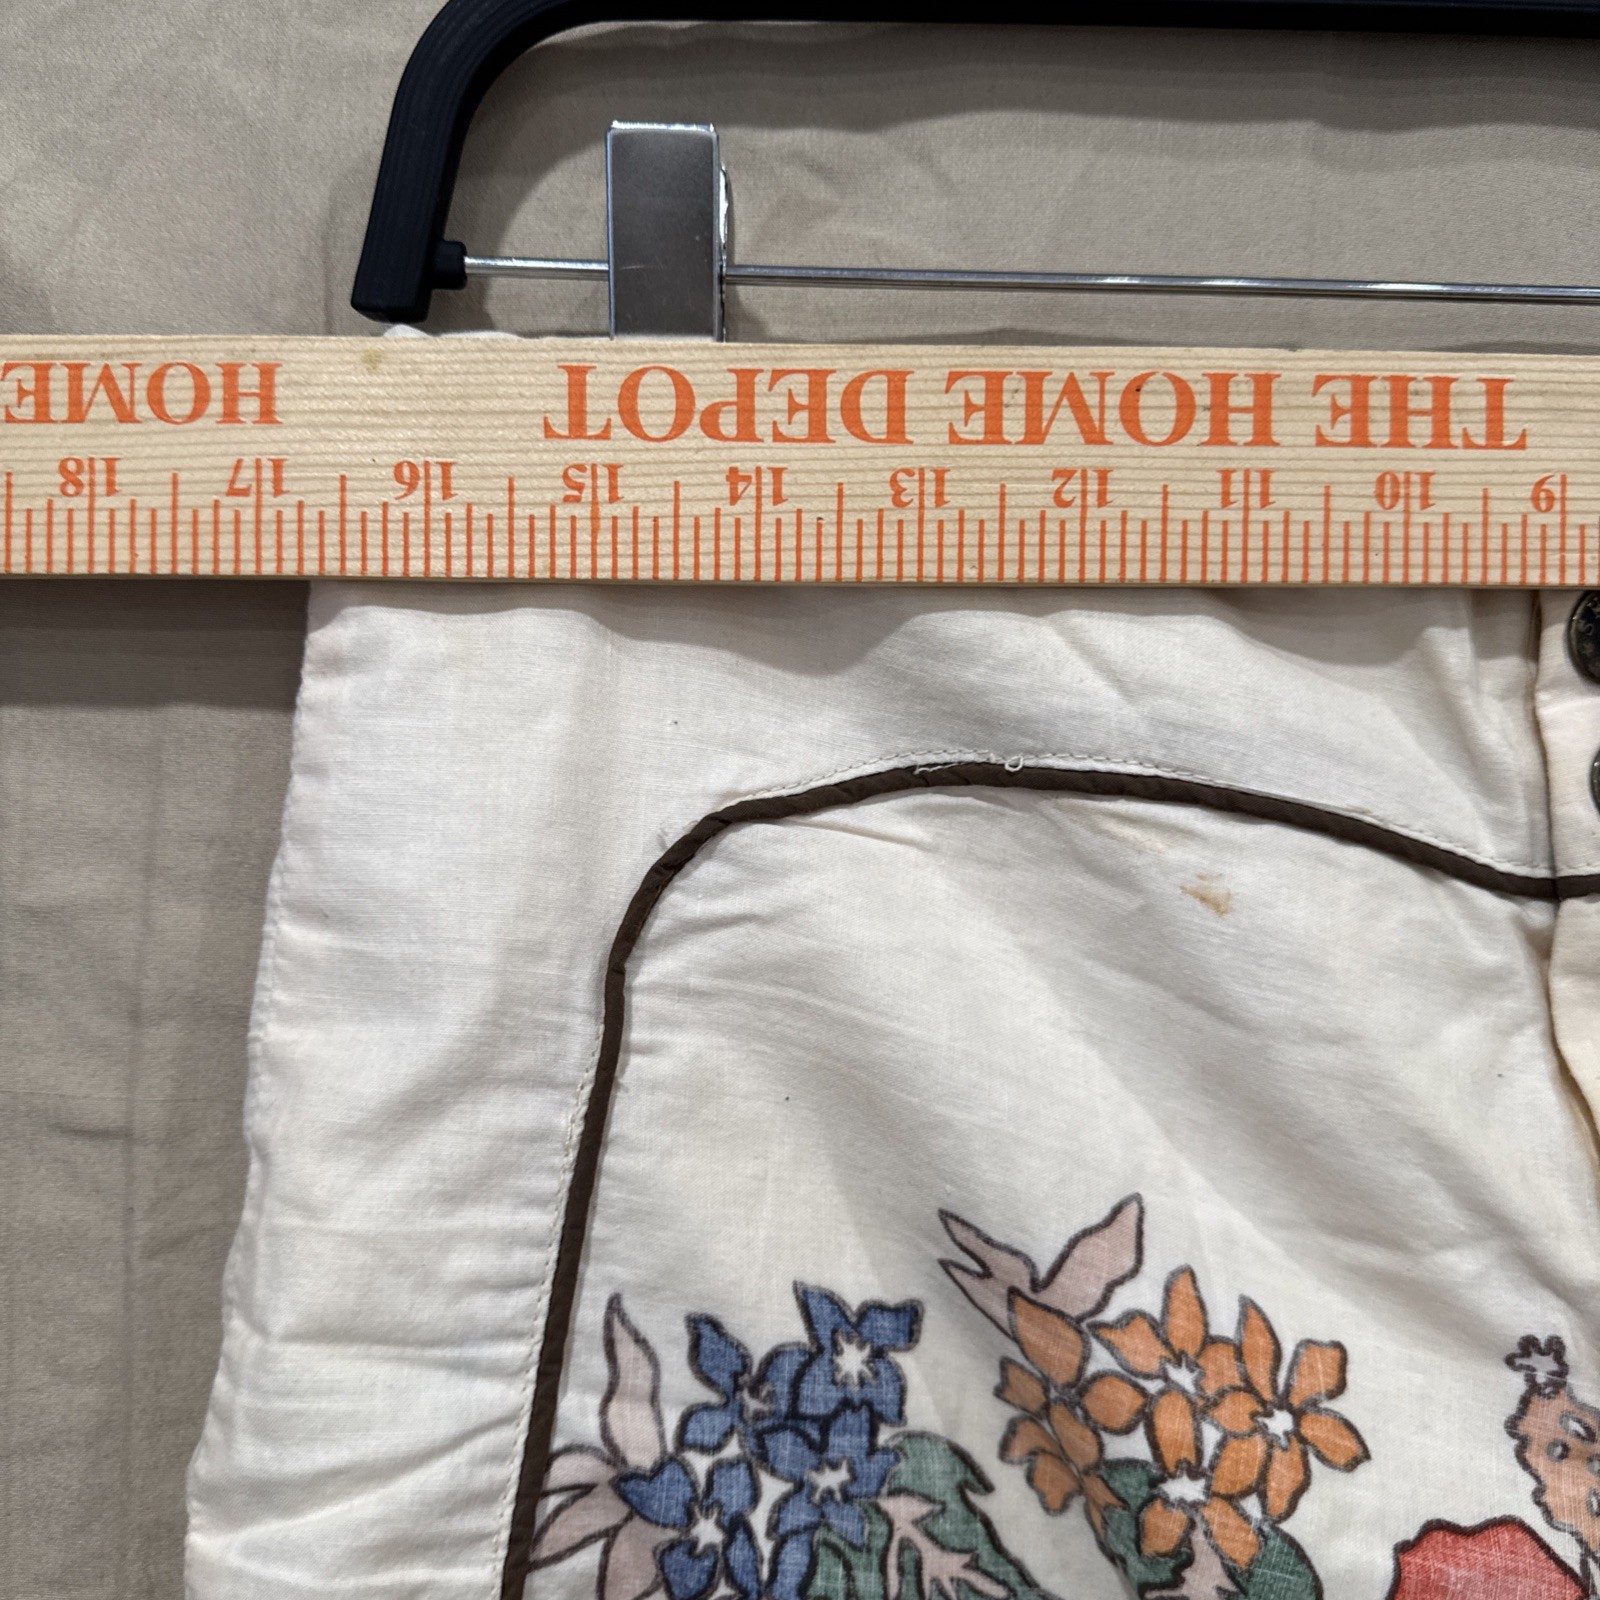 THE HOME DEPOT HOME
9 10 11 12 13 14 15 16 17 18